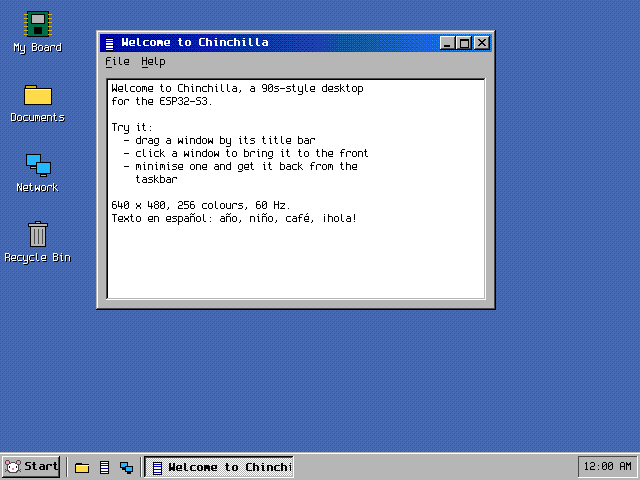 My Board
Documents
Network
Recycle Bin
Welcome to Chinchilla
File Help
Welcome to Chinchilla, a 90s-style desktop
for the ESP32-S3.
Try it:
- drag a window by its title bar
- click a window to bring it to the front
- minimise one and get it back from the
taskbar
640 x 480, 256 colours, 60 Hz.
Texto en español: año, niño, café, ¡hola!
Start
Welcome to Chinchi
12:00 AM